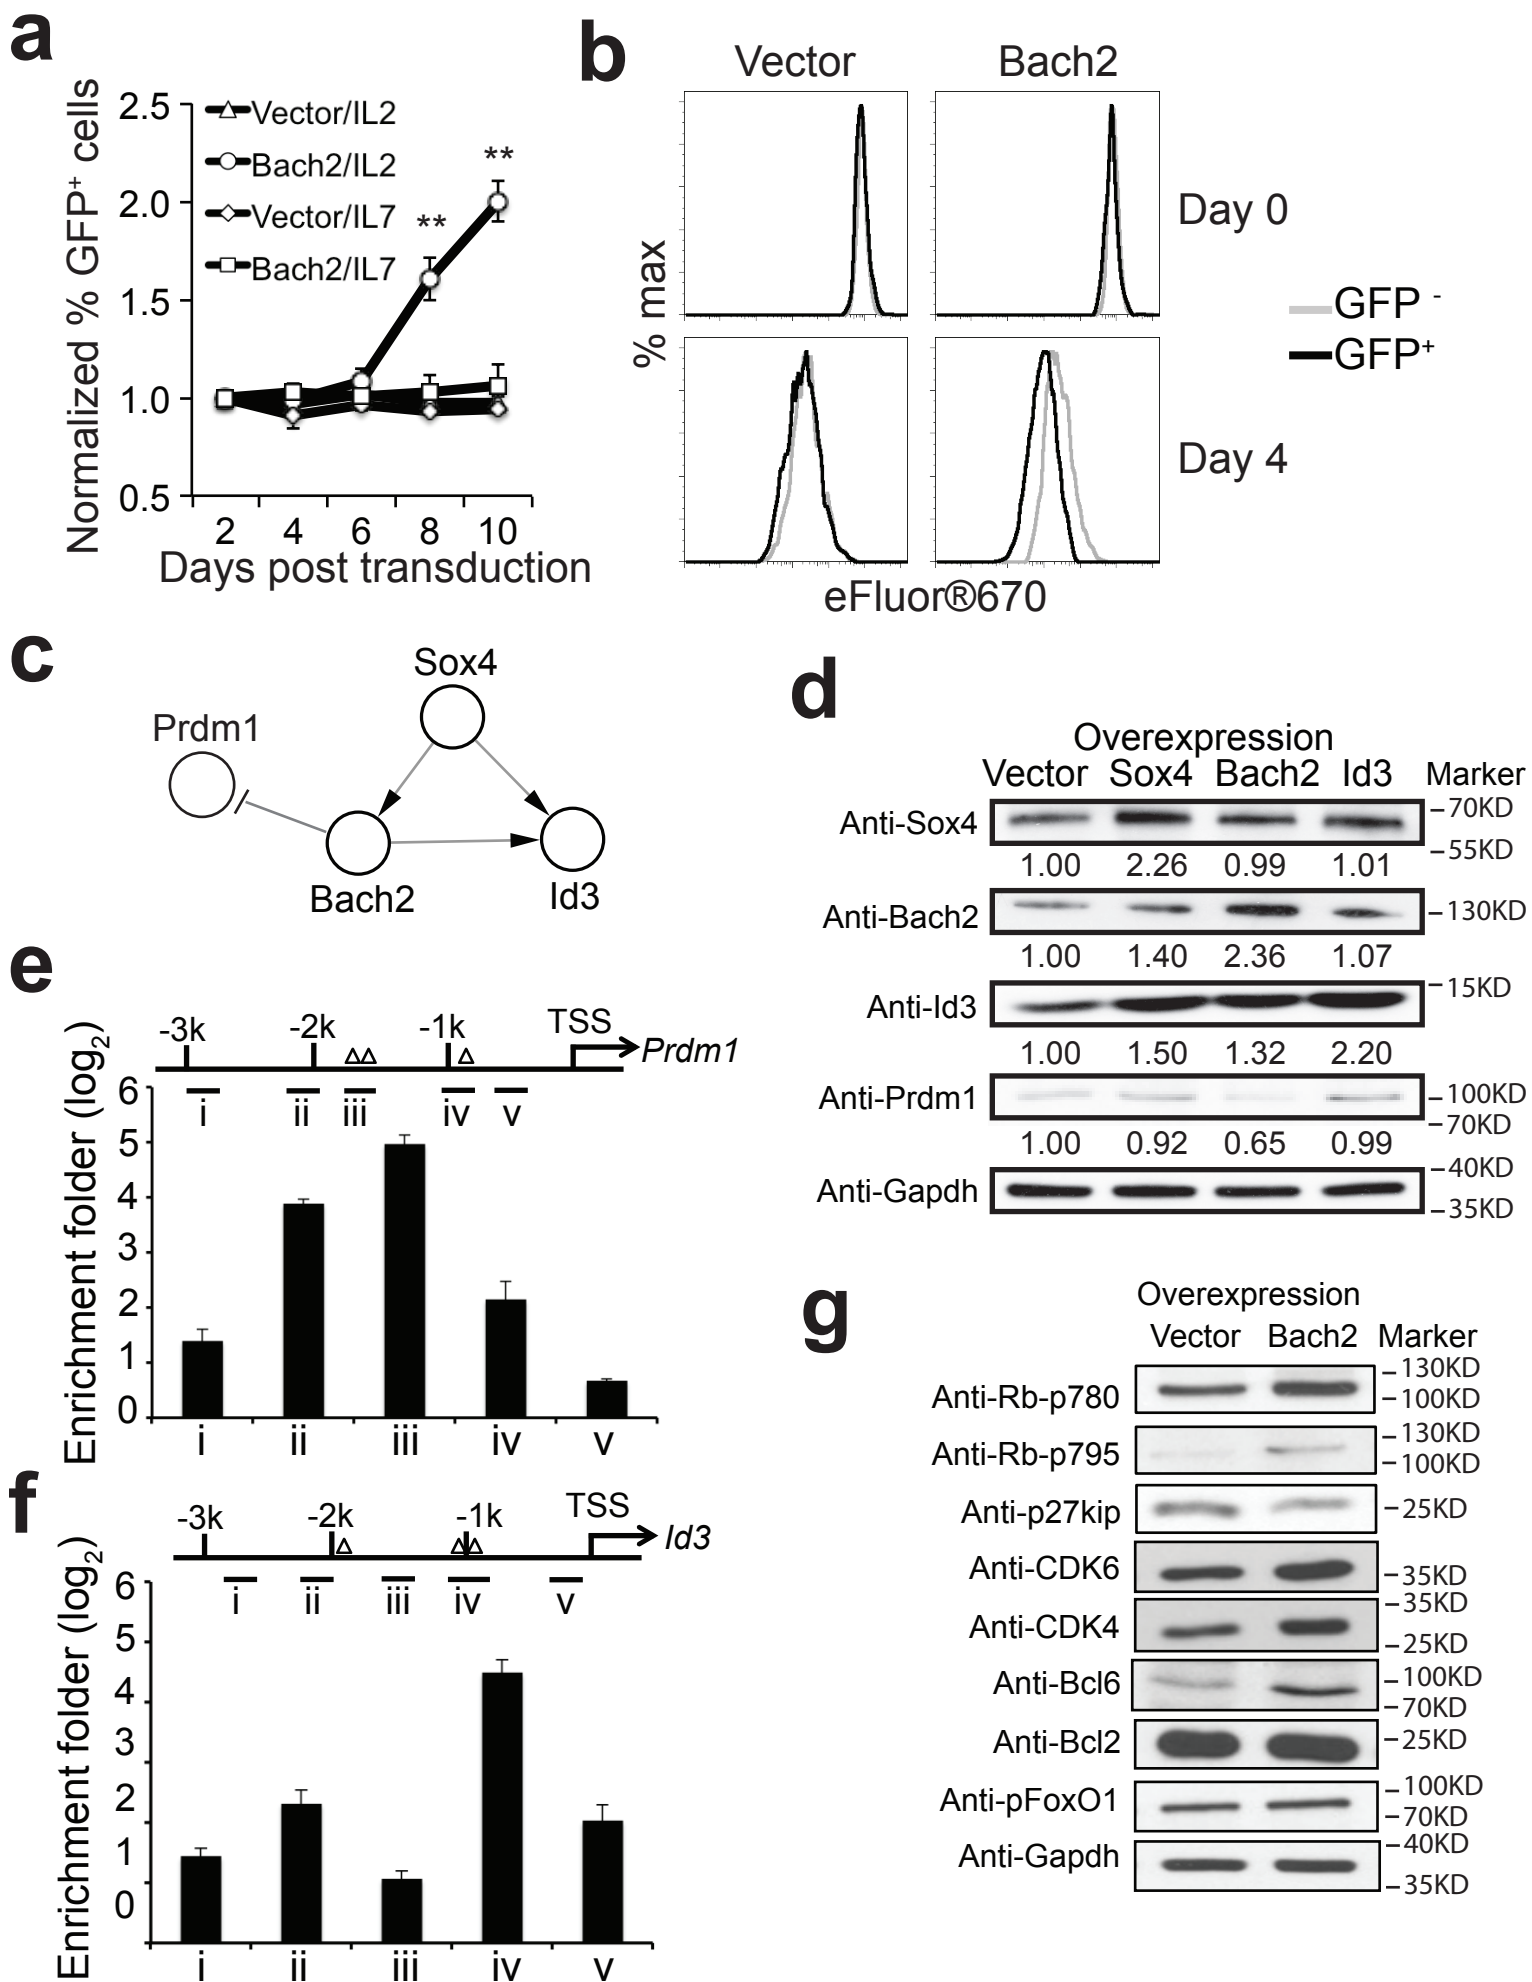 a
Normalized % GFP+ cells
2.5
2.0
1.5
1.0
0.5
Vector/IL2
Bach2/IL2
Vector/IL7
Bach2/IL7
**
**
2 4 6 8 10
Days post transduction
b
Vector Bach2
% max
Day 0
Day 4
GFP -
GFP+
eFluor®670
c
Sox4
Prdm1
Bach2
Id3
d
Overexpression
Vector Sox4 Bach2 Id3 Marker
Anti-Sox4
–70KD
–55KD
1.00 2.26 0.99 1.01
Anti-Bach2
–130KD
1.00 1.40 2.36 1.07
Anti-Id3
–15KD
1.00 1.50 1.32 2.20
Anti-Prdm1
–100KD
–70KD
1.00 0.92 0.65 0.99
Anti-Gapdh
–40KD
–35KD
e
-3k -2k -1k TSS
Prdm1
i ii iii iv v
Enrichment folder (log2)
6
5
4
3
2
1
0
i ii iii iv v
f
-3k -2k -1k TSS
Id3
i ii iii iv v
Enrichment folder (log2)
6
5
4
3
2
1
0
i ii iii iv v
g
Overexpression
Vector Bach2 Marker
Anti-Rb-p780
–130KD
–100KD
Anti-Rb-p795
–130KD
–100KD
Anti-p27kip
–25KD
Anti-CDK6
–35KD
Anti-CDK4
–35KD
–25KD
Anti-Bcl6
–100KD
–70KD
Anti-Bcl2
–25KD
Anti-pFoxO1
–100KD
–70KD
Anti-Gapdh
–40KD
–35KD